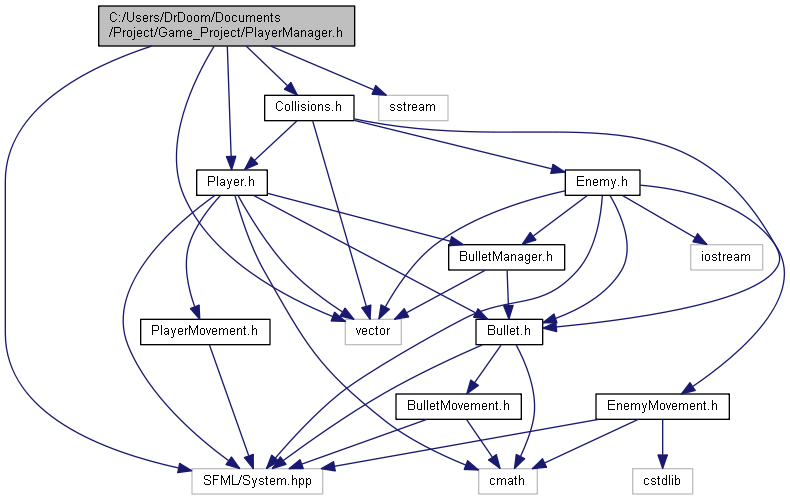 C:/Users/DrDoom/Documents
/Project/Game_Project/PlayerManager.h
Collisions.h
sstream
Player.h
Enemy.h
BulletManager.h
iostream
PlayerMovement.h
vector
Bullet.h
BulletMovement.h
EnemyMovement.h
SFML/System.hpp
cmath
cstdlib